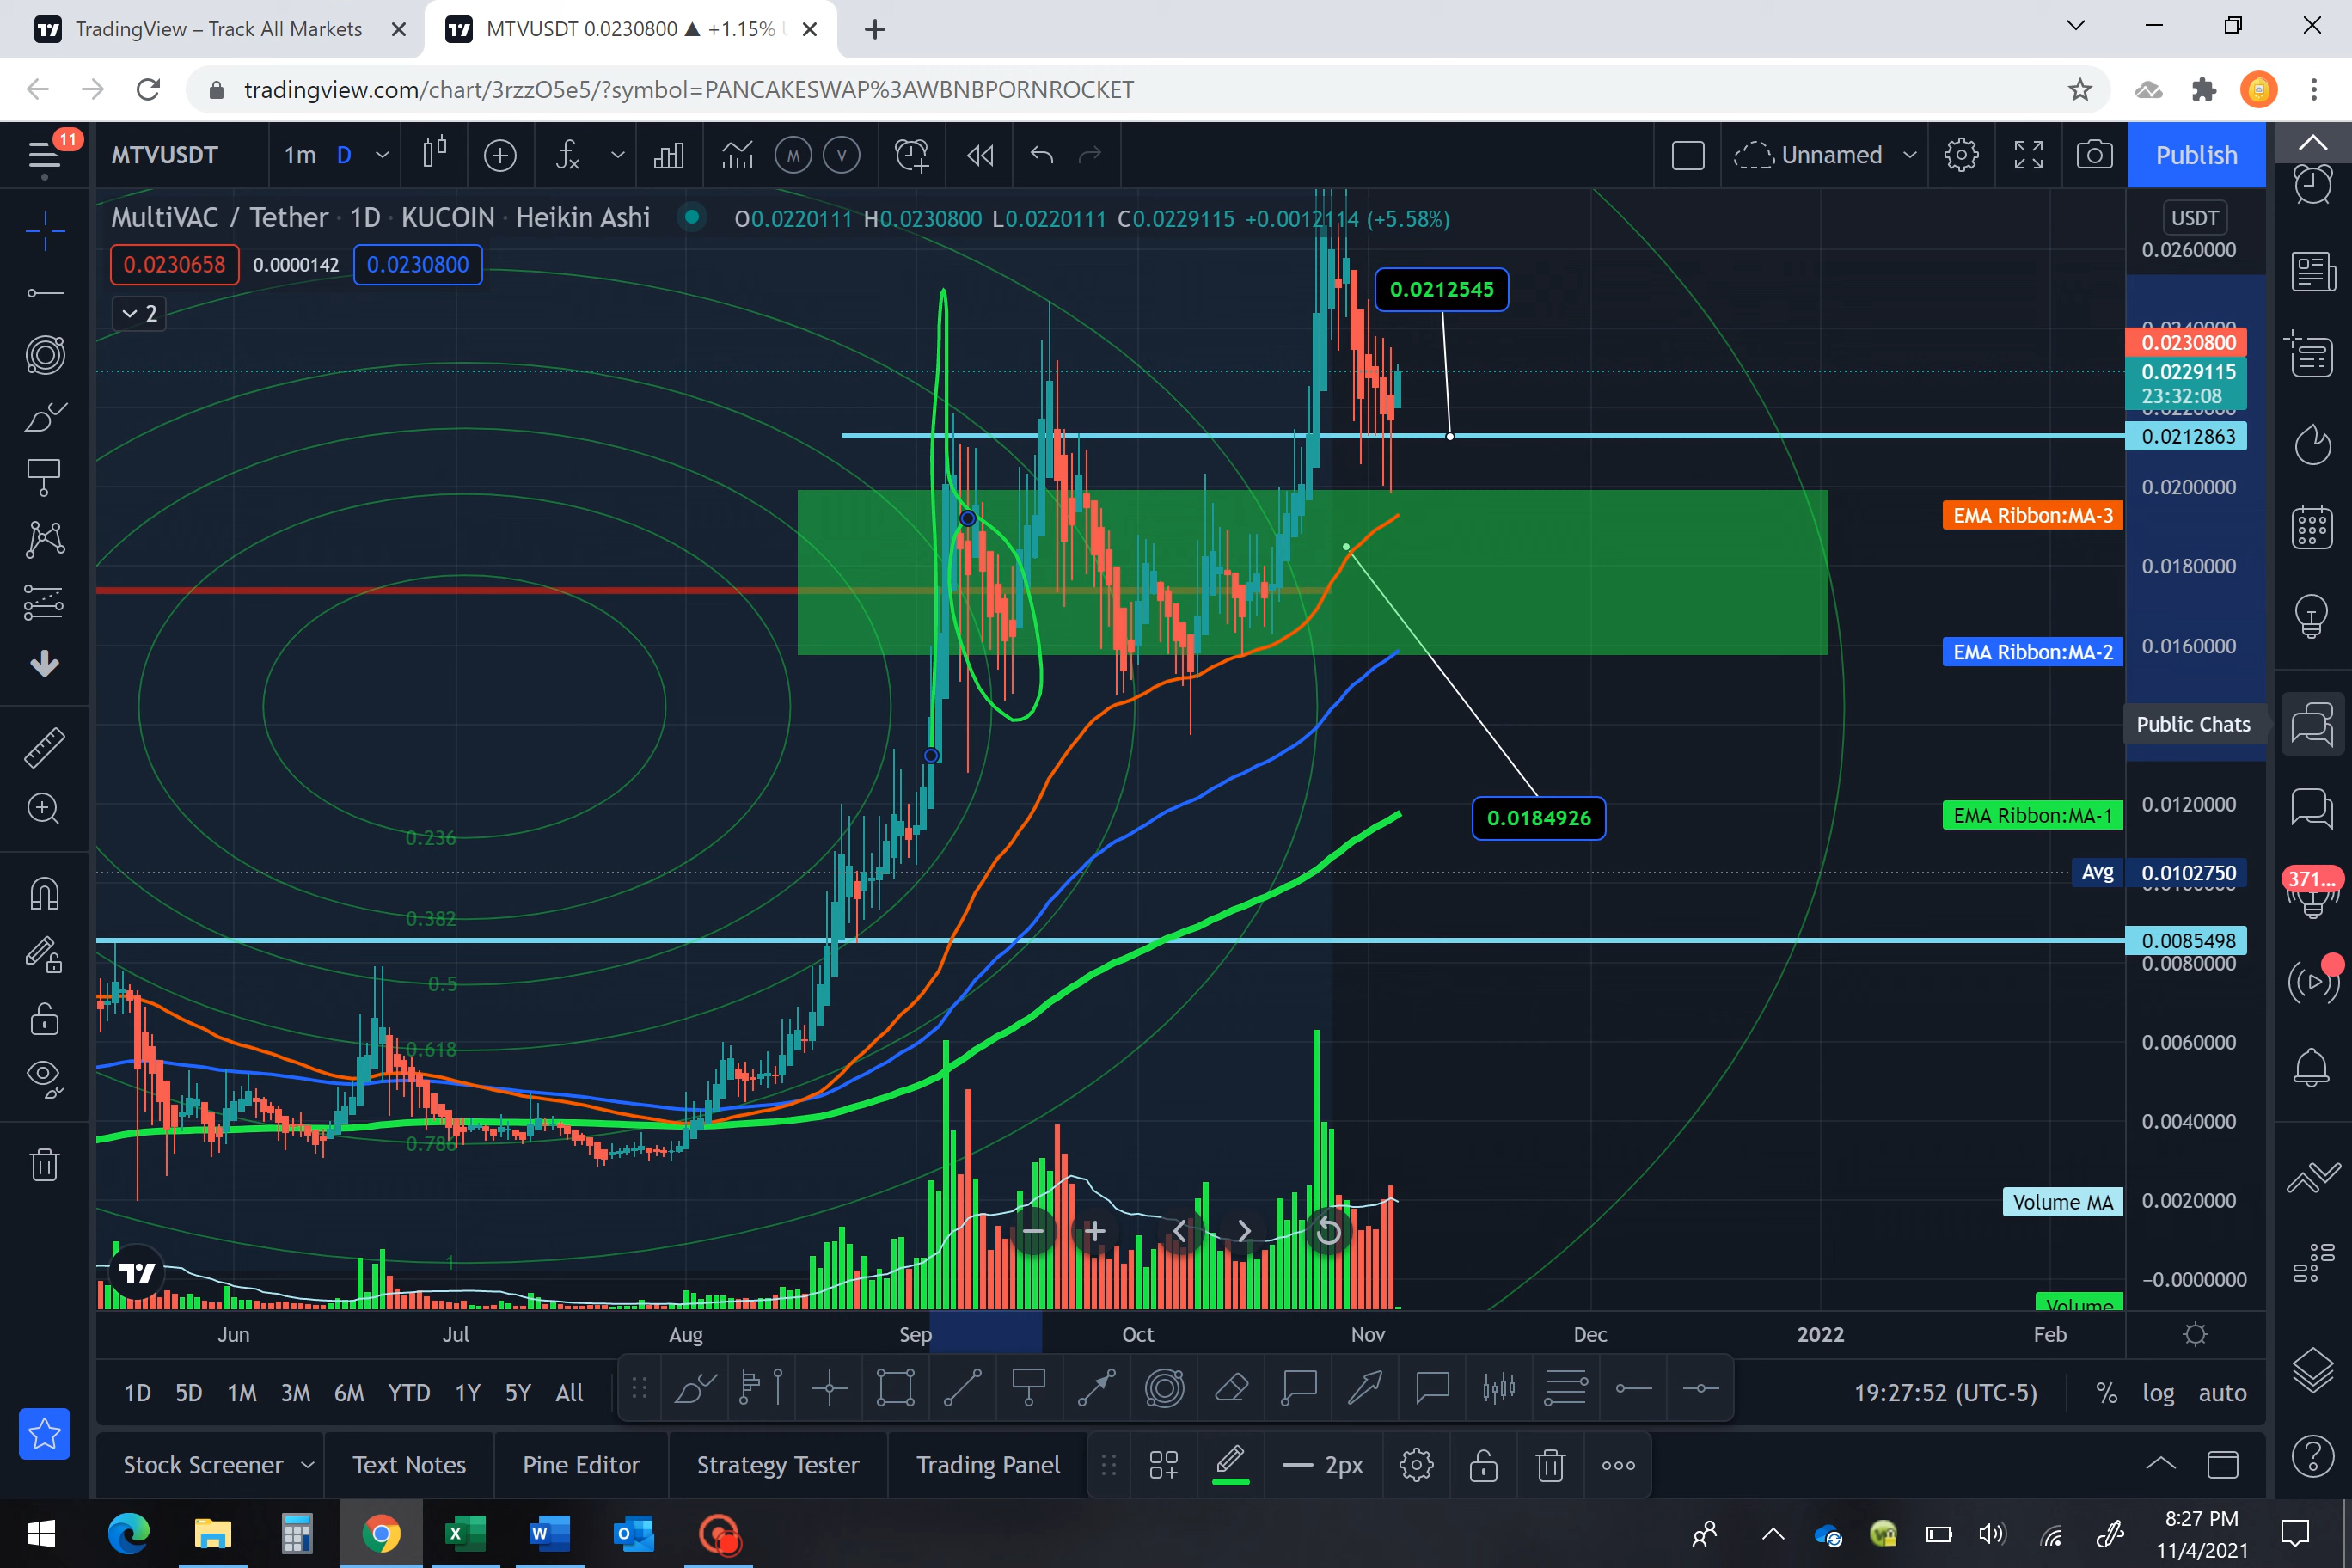 TradingView – Track All Markets
MTVUSDT 0.0230800 ▲ +1.15%
tradingview.com/chart/3rzzO5e5/?symbol=PANCAKESWAP%3AWBNBPORNROCKET
11
MTVUSDT 1m D M V Unnamed Publish
MultiVAC / Tether · 1D · KUCOIN · Heikin Ashi O0.0220111 H0.0230800 L0.0220111 C0.0229115 +0.0012114 (+5.58%)
USDT
0.0230658 0.0000142 0.0230800
2
0.0260000
0.0212545
0.0230800
0.0229115
23:32:08
0.0212863
0.0200000
EMA Ribbon:MA-3
0.0180000
EMA Ribbon:MA-2 0.0160000
Public Chats
0.0184926
0.0120000
EMA Ribbon:MA-1
0.236
Avg 0.0102750
371...
0.382
0.0085498
0.0080000
0.5
0.618
0.0060000
0.786
0.0040000
Volume MA 0.0020000
1
−0.0000000
Volume
Jun Jul Aug Sep Oct Nov Dec 2022 Feb
1D 5D 1M 3M 6M YTD 1Y 5Y All 19:27:52 (UTC-5) % log auto
Stock Screener Text Notes Pine Editor Strategy Tester Trading Panel 2px
8:27 PM
11/4/2021